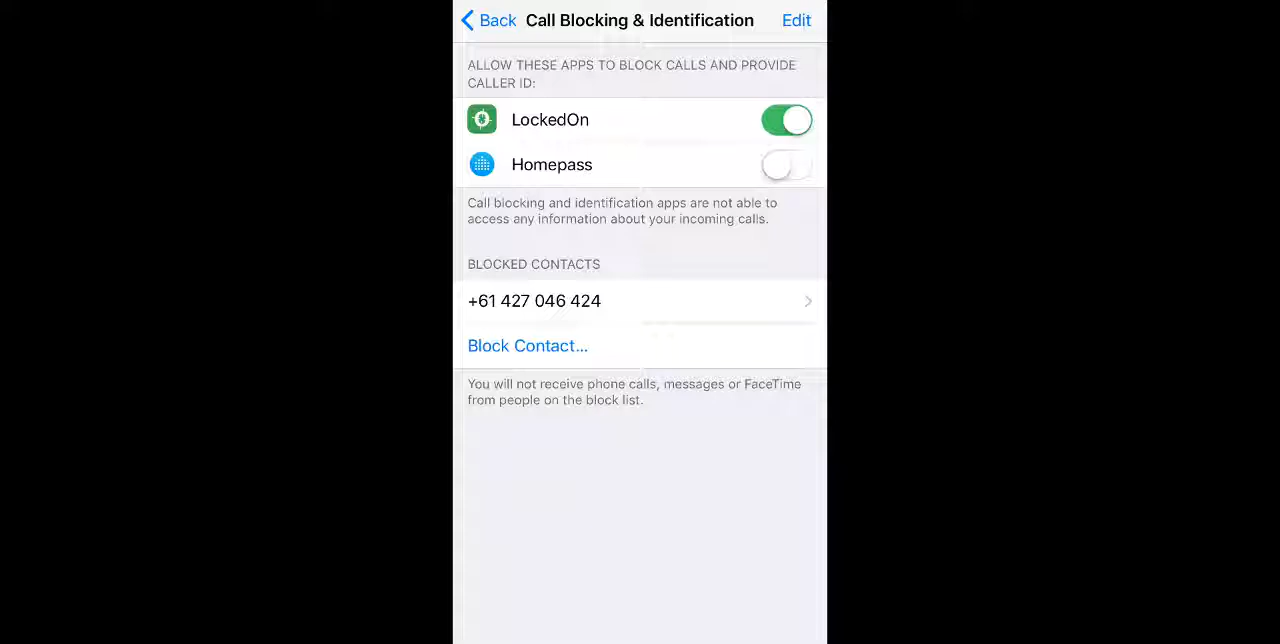 Back Call Blocking & Identification Edit
ALLOW THESE APPS TO BLOCK CALLS AND PROVIDE
CALLER ID:
LockedOn
Homepass
Call blocking and identification apps are not able to
access any information about your incoming calls.
BLOCKED CONTACTS
+61 427 046 424
Block Contact...
You will not receive phone calls, messages or FaceTime
from people on the block list.